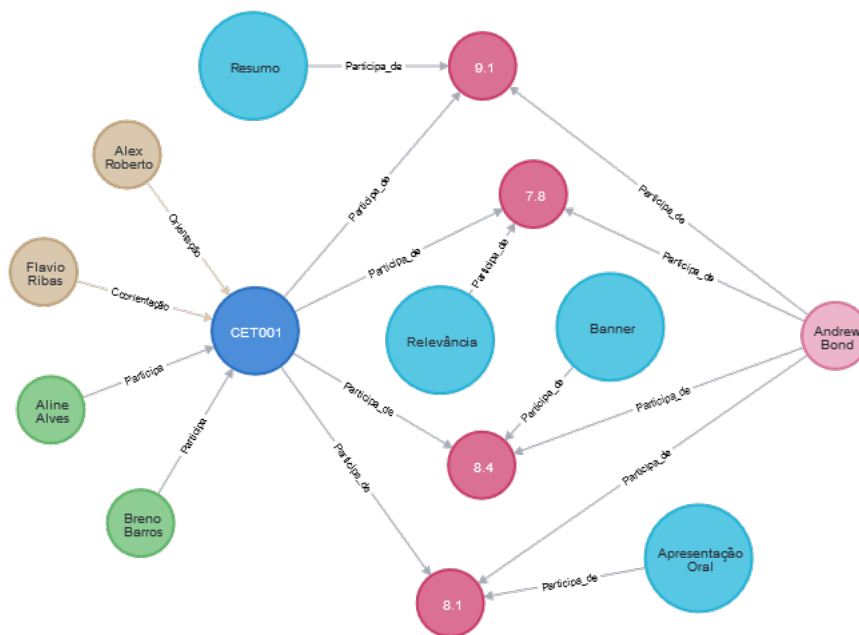 Resumo
Participa_de
9.1
Alex
Roberto
Orientação
Participa_de
Participa_de
7.8
Flavio
Ribas
Coorientação
Participa_de
Participa_de
Participa_de
CET001
Relevância
Banner
Andrew
Bond
Aline
Alves
Participa
Participa_de
Participa_de
Participa_de
Participa
8.4
Participa_de
Participa_de
Breno
Barros
Apresentação
Oral
Participa_de
8.1